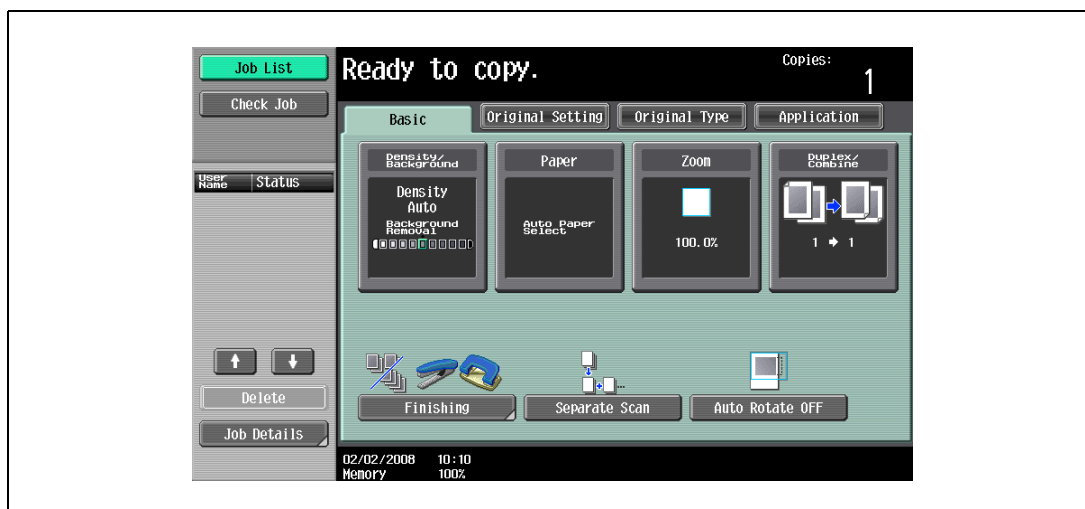 Job List
Check Job
User
Name
Status
Delete
Job Details
Ready to copy.
Copies:
1
Basic
Original Setting
Original Type
Application
Density/
Background
Density
Auto
Background
Removal
Paper
Auto Paper
Select
Zoom
100.0%
Duplex/
Combine
1 → 1
Finishing
Separate Scan
Auto Rotate OFF
02/02/2008 10:10
Memory 100%